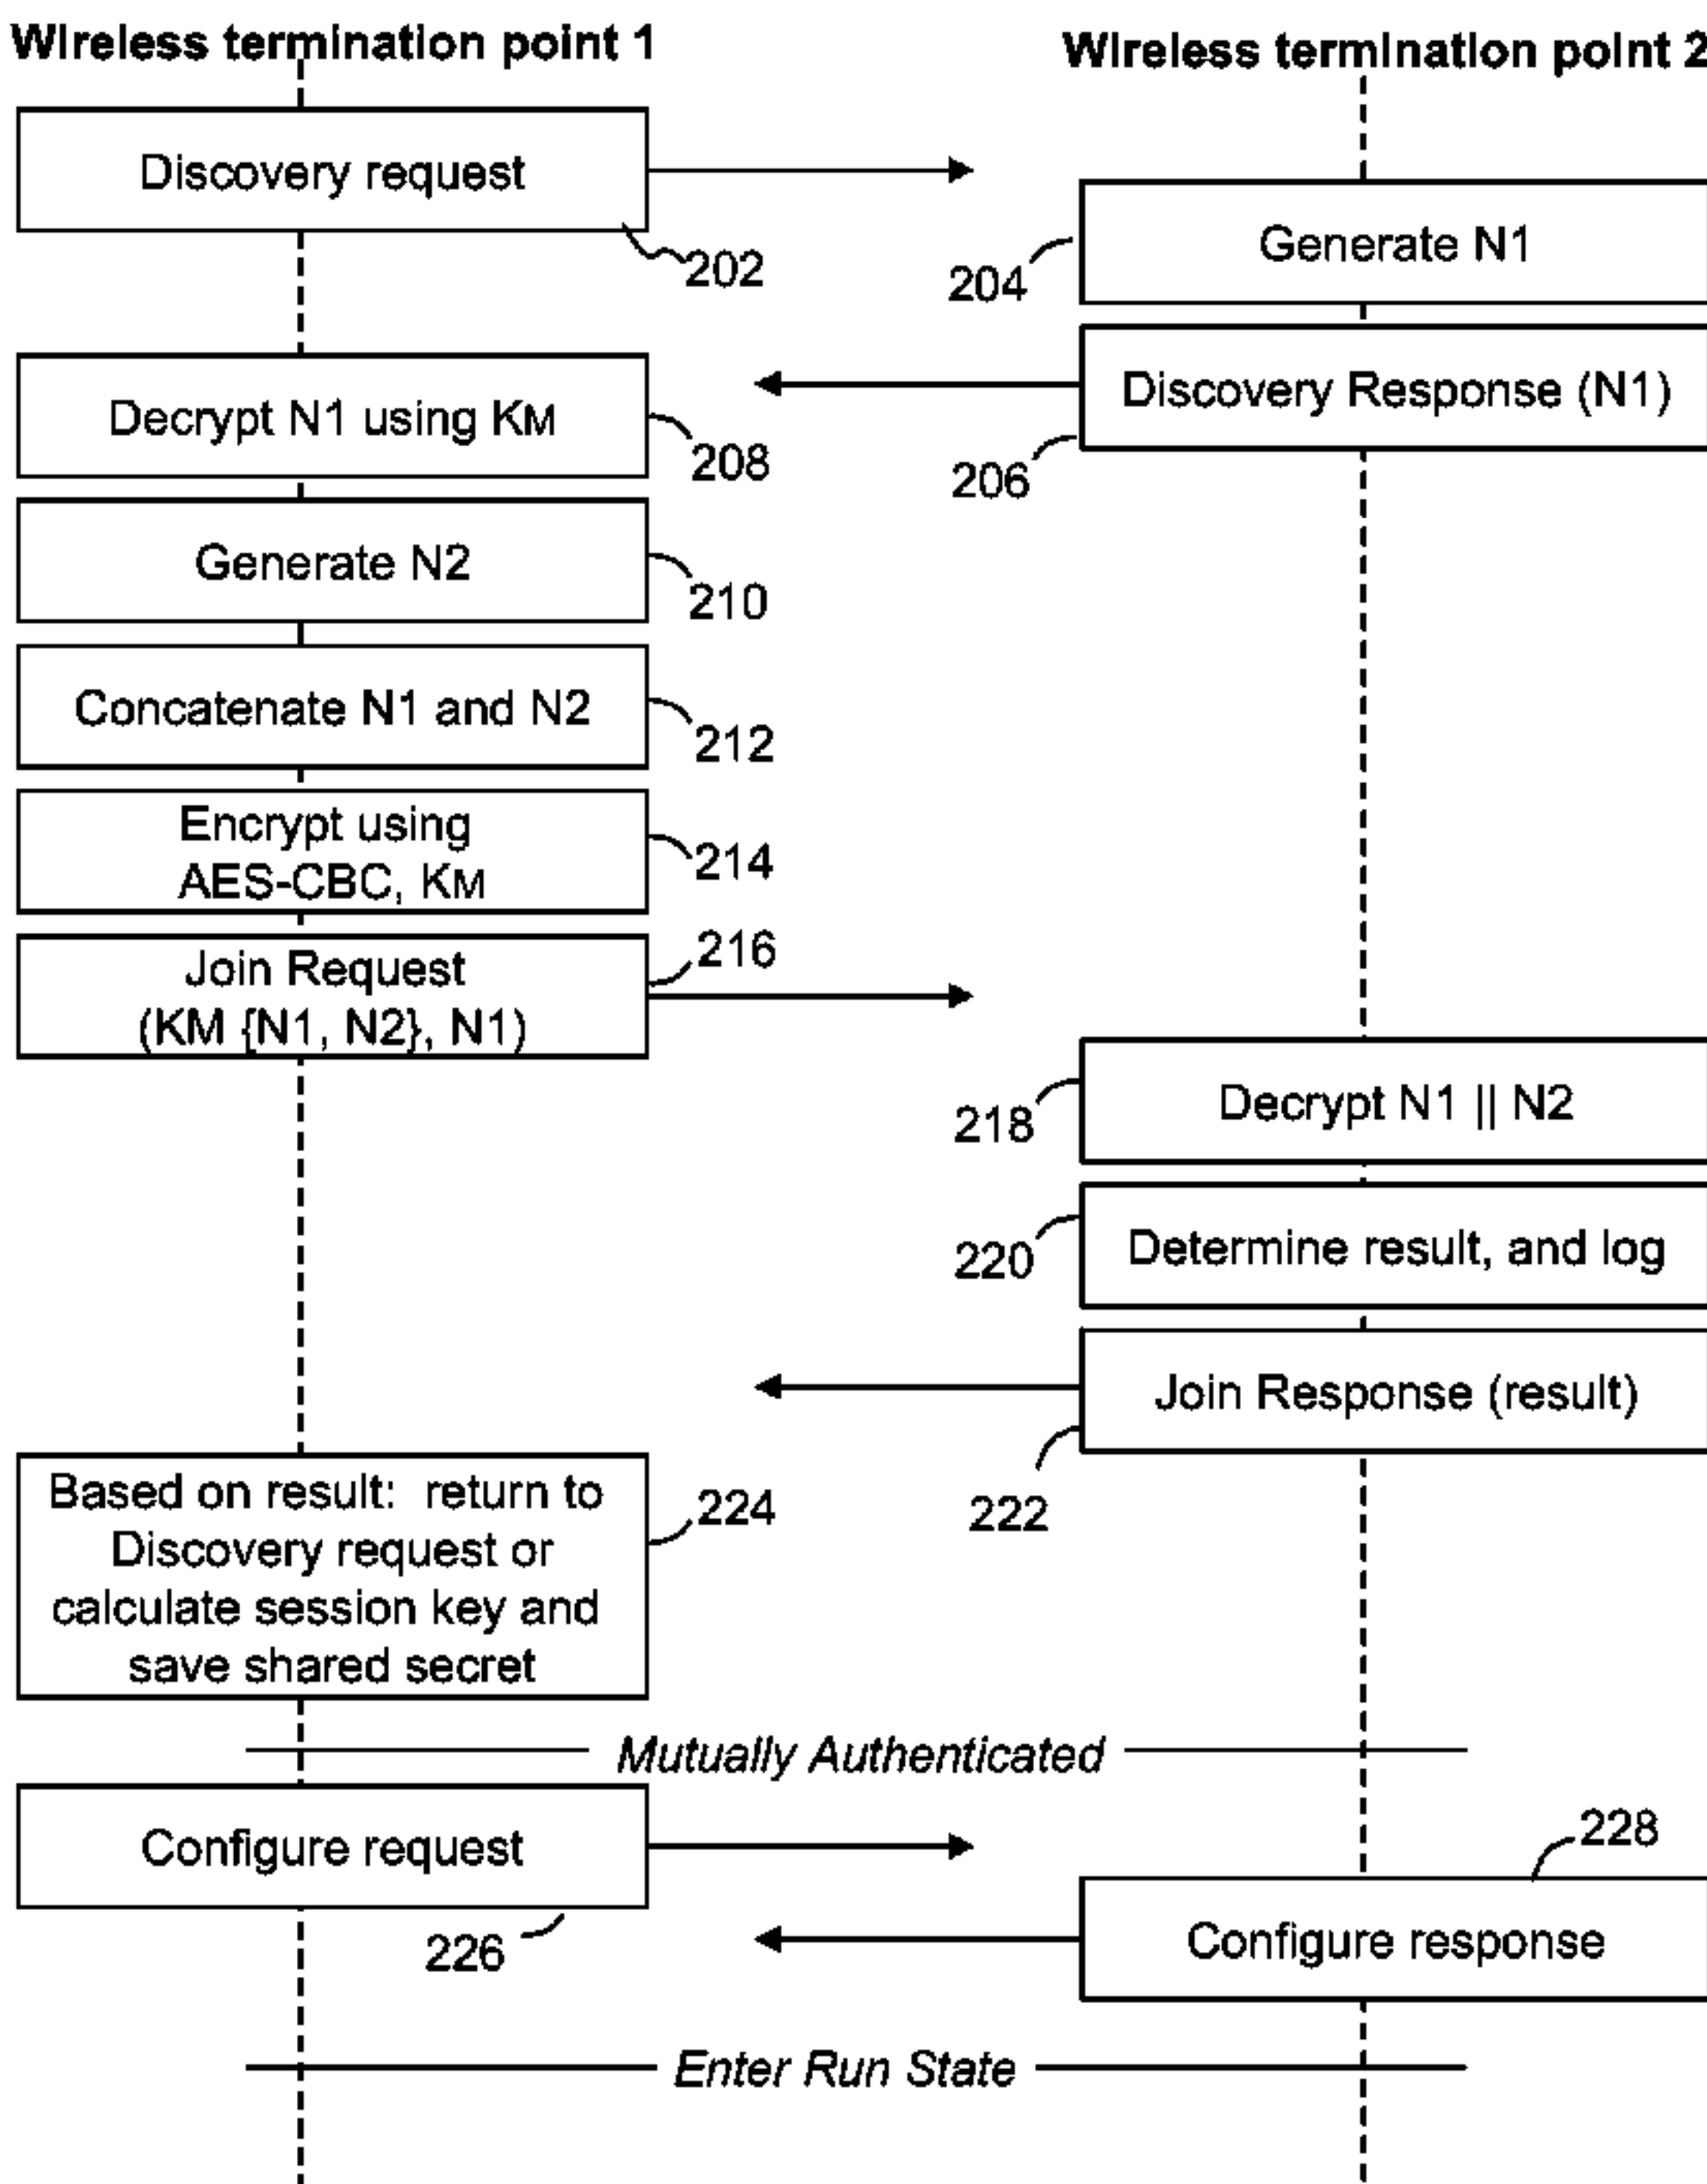 Wireless termination point 1
Wireless termination point 2
Discovery request
202
Generate N1
204
Discovery Response (N1)
206
Decrypt N1 using KM
208
Generate N2
210
Concatenate N1 and N2
212
Encrypt using
AES-CBC, KM
214
Join Request
(KM {N1, N2}, N1)
216
Decrypt N1 || N2
218
Determine result, and log
220
Join Response (result)
222
Based on result: return to
Discovery request or
calculate session key and
save shared secret
224
Mutually Authenticated
Configure request
226
228
Configure response
Enter Run State